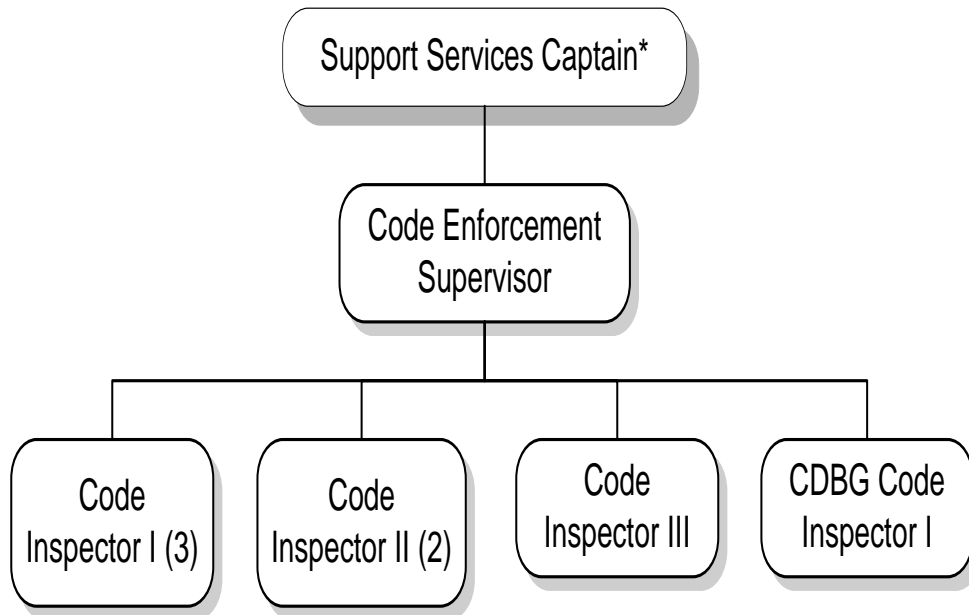 Support Services Captain*
Code Enforcement
Supervisor
Code
Inspector I (3)
Code
Inspector II (2)
Code
Inspector III
CDBG Code
Inspector I